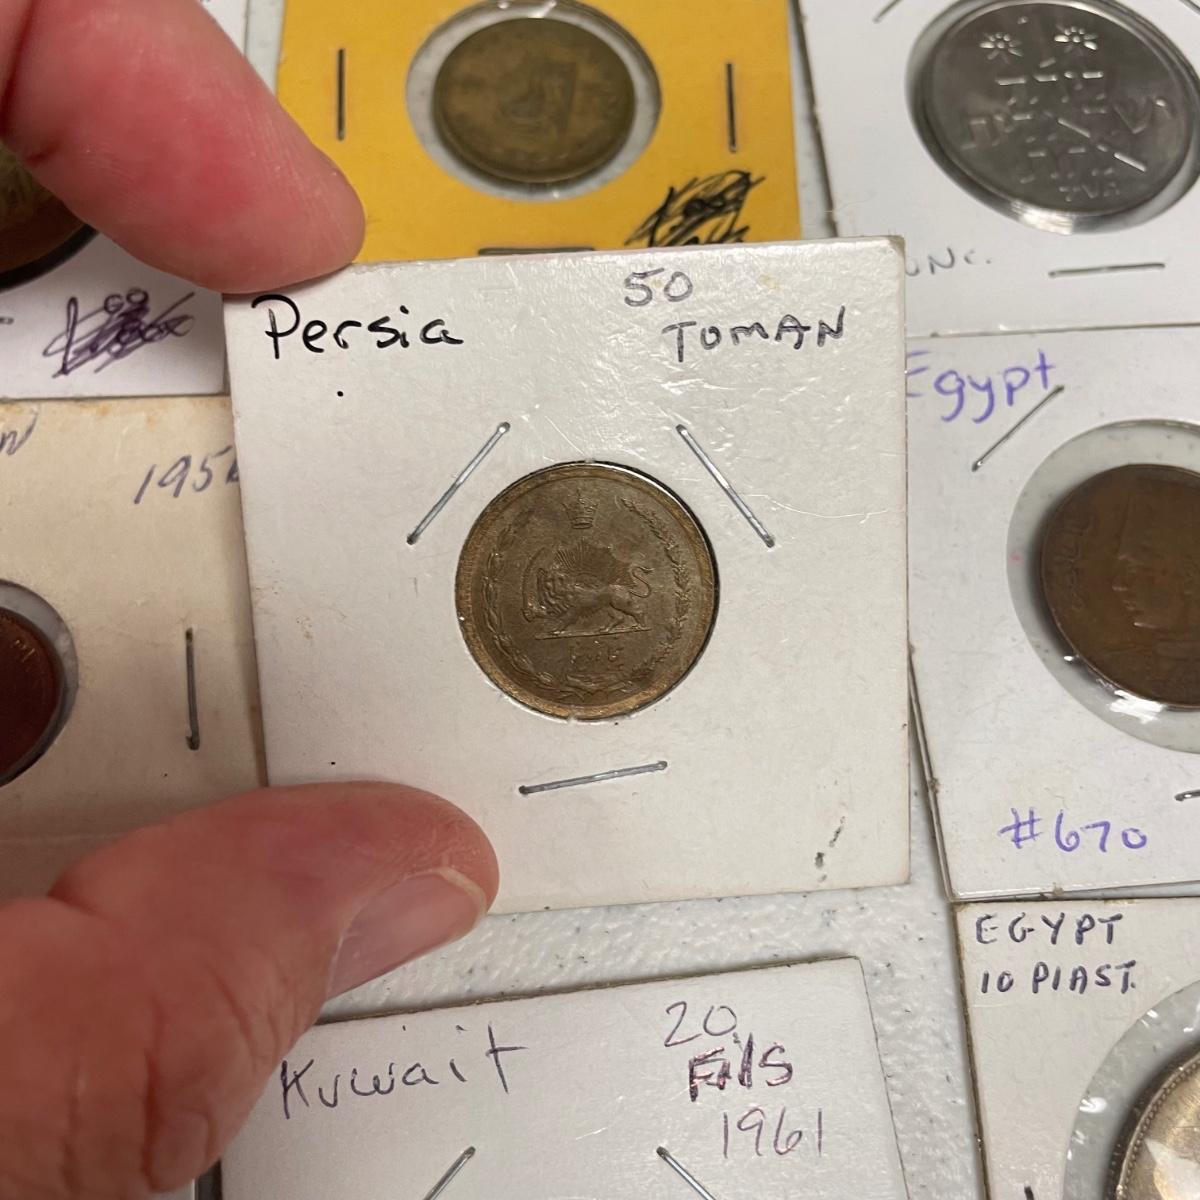 UNC.
Persia
50
TOMAN
Egypt
195
#670
EGYPT
10 PIAST.
Kuwait
20
Fils
1961